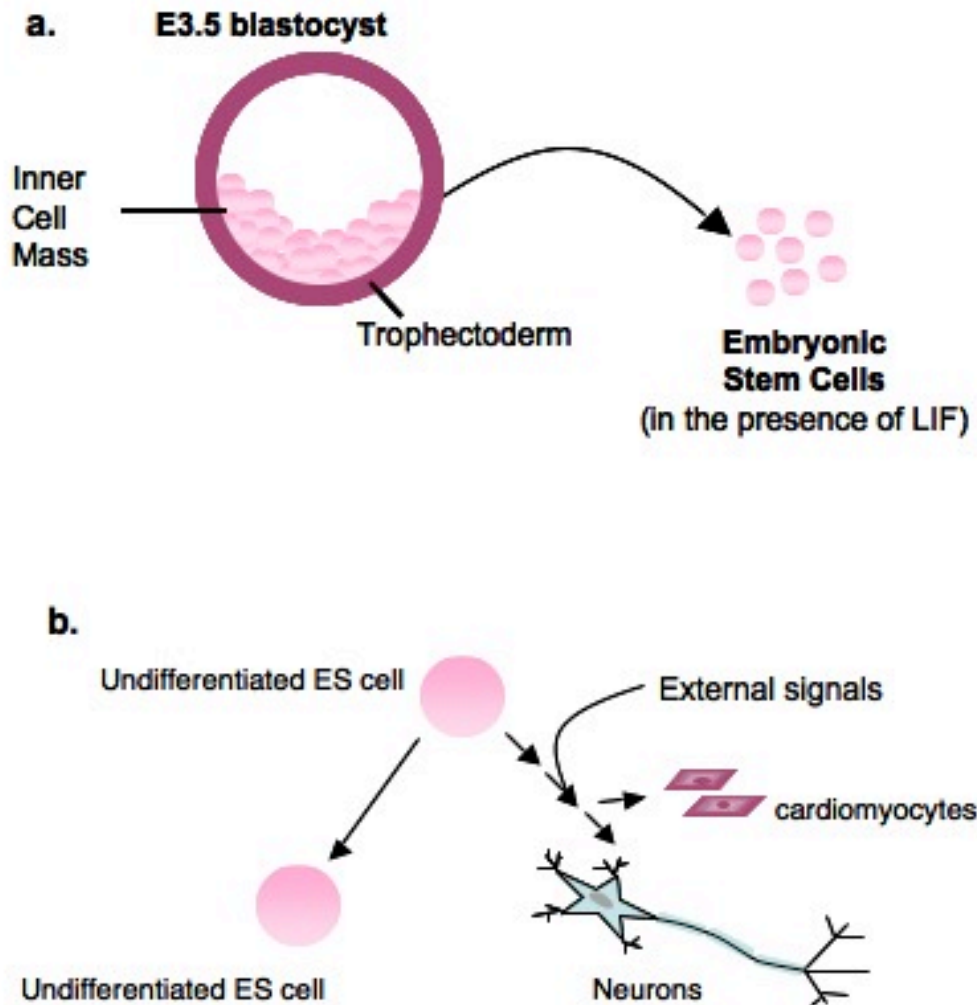 a.
E3.5 blastocyst
Inner
Cell
Mass
Trophectoderm
Embryonic
Stem Cells
(in the presence of LIF)
b.
Undifferentiated ES cell
External signals
cardiomyocytes
Undifferentiated ES cell
Neurons